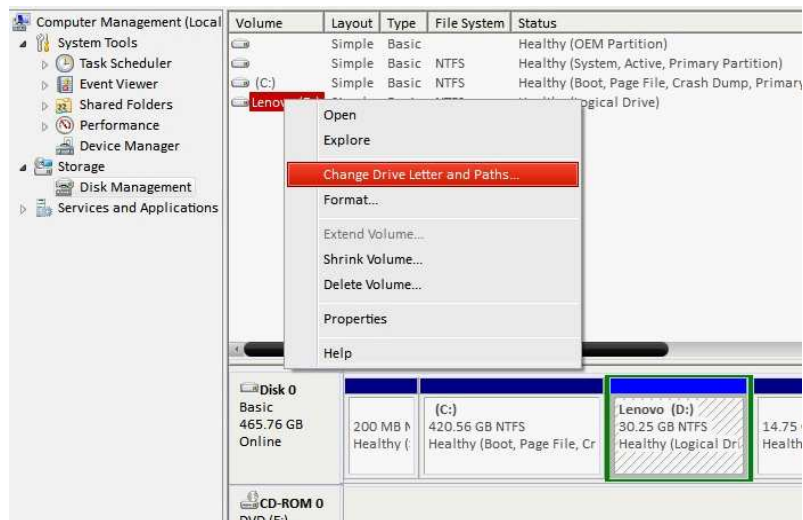 Computer Management (Local
System Tools
Task Scheduler
Event Viewer
Shared Folders
Performance
Device Manager
Storage
Disk Management
Services and Applications
Volume Layout Type File System Status
Simple Basic Healthy (OEM Partition)
Simple Basic NTFS Healthy (System, Active, Primary Partition)
(C:) Simple Basic NTFS Healthy (Boot, Page File, Crash Dump, Primary
Logical Drive)
Open
Explore
Change Drive Letter and Paths...
Format...
Extend Volume...
Shrink Volume...
Delete Volume...
Properties
Help
Disk 0
Basic
465.76 GB
Online
200 MB N
Healthy (
(C:)
420.56 GB NTFS
Healthy (Boot, Page File, Cr
Lenovo (D:)
30.25 GB NTFS
Healthy (Logical Dri
14.75
Health
CD-ROM 0
DVD (E:)